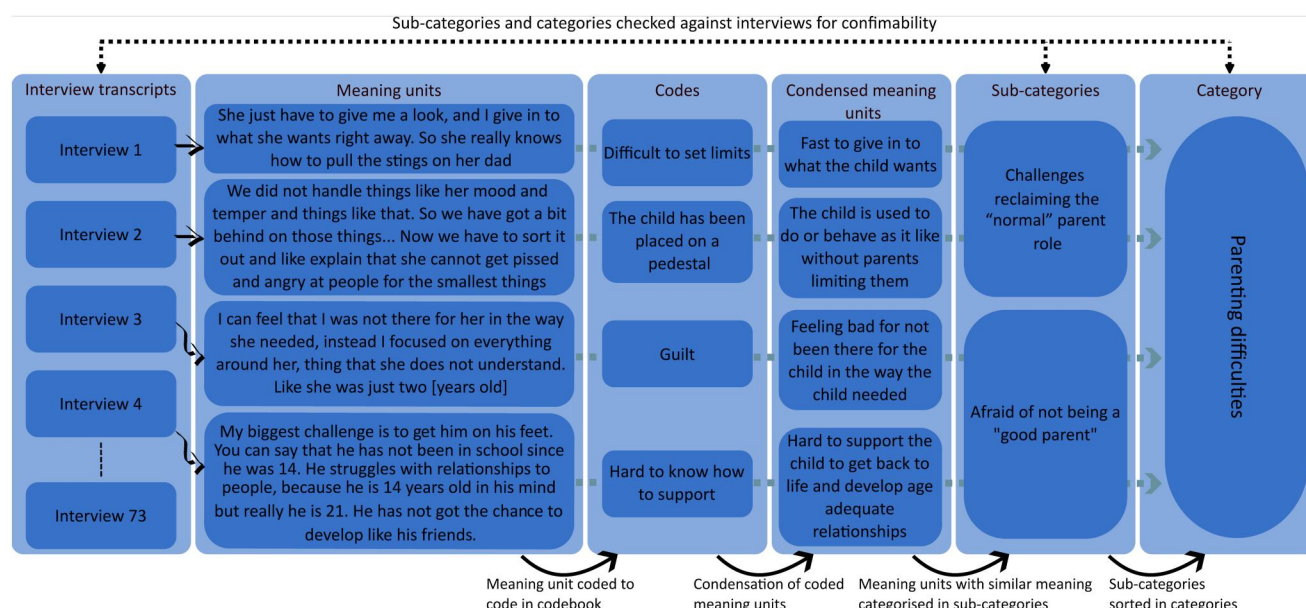 Sub-categories and categories checked against interviews for confimability
Interview transcripts
Interview 1
Interview 2
Interview 3
Interview 4
Interview 73
Meaning units
She just have to give me a look, and I give in to
what she wants right away. So she really knows
how to pull the stings on her dad
We did not handle things like her mood and
temper and things like that. So we have got a bit
behind on those things... Now we have to sort it
out and like explain that she cannot get pissed
and angry at people for the smallest things
I can feel that I was not there for her in the way
she needed, instead I focused on everything
around her, thing that she does not understand.
Like she was just two [years old]
My biggest challenge is to get him on his feet.
You can say that he has not been in school since
he was 14. He struggles with relationships to
people, because he is 14 years old in his mind
but really he is 21. He has not got the chance to
develop like his friends.
Codes
Difficult to set limits
The child has been
placed on a
pedestal
Guilt
Hard to know how
to support
Condensed meaning
units
Fast to give in to
what the child wants
The child is used to
do or behave as it like
without parents
limiting them
Feeling bad for not
been there for the
child in the way the
child needed
Hard to support the
child to get back to
life and develop age
adequate
relationships
Sub-categories
Challenges
reclaiming the
“normal” parent
role
Afraid of not being a
"good parent"
Category
Parenting difficulties
Meaning unit coded to
code in codebook
Condensation of coded
meaning units
Meaning units with similar meaning
categorised in sub-categories
Sub-categories
sorted in categories